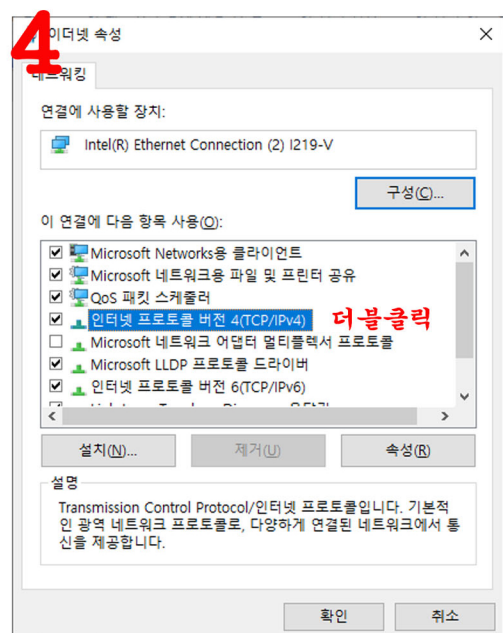 4
이더넷 속성
네트워킹
연결에 사용할 장치:
Intel(R) Ethernet Connection (2) I219-V
구성(C)...
이 연결에 다음 항목 사용(O):
Microsoft Networks용 클라이언트
Microsoft 네트워크용 파일 및 프린터 공유
QoS 패킷 스케줄러
인터넷 프로토콜 버전 4(TCP/IPv4) 더블클릭
Microsoft 네트워크 어댑터 멀티플렉서 프로토콜
Microsoft LLDP 프로토콜 드라이버
인터넷 프로토콜 버전 6(TCP/IPv6)
설치(N)... 제거(U) 속성(R)
설명
Transmission Control Protocol/인터넷 프로토콜입니다. 기본적
인 광역 네트워크 프로토콜로, 다양하게 연결된 네트워크에서 통
신을 제공합니다.
확인 취소